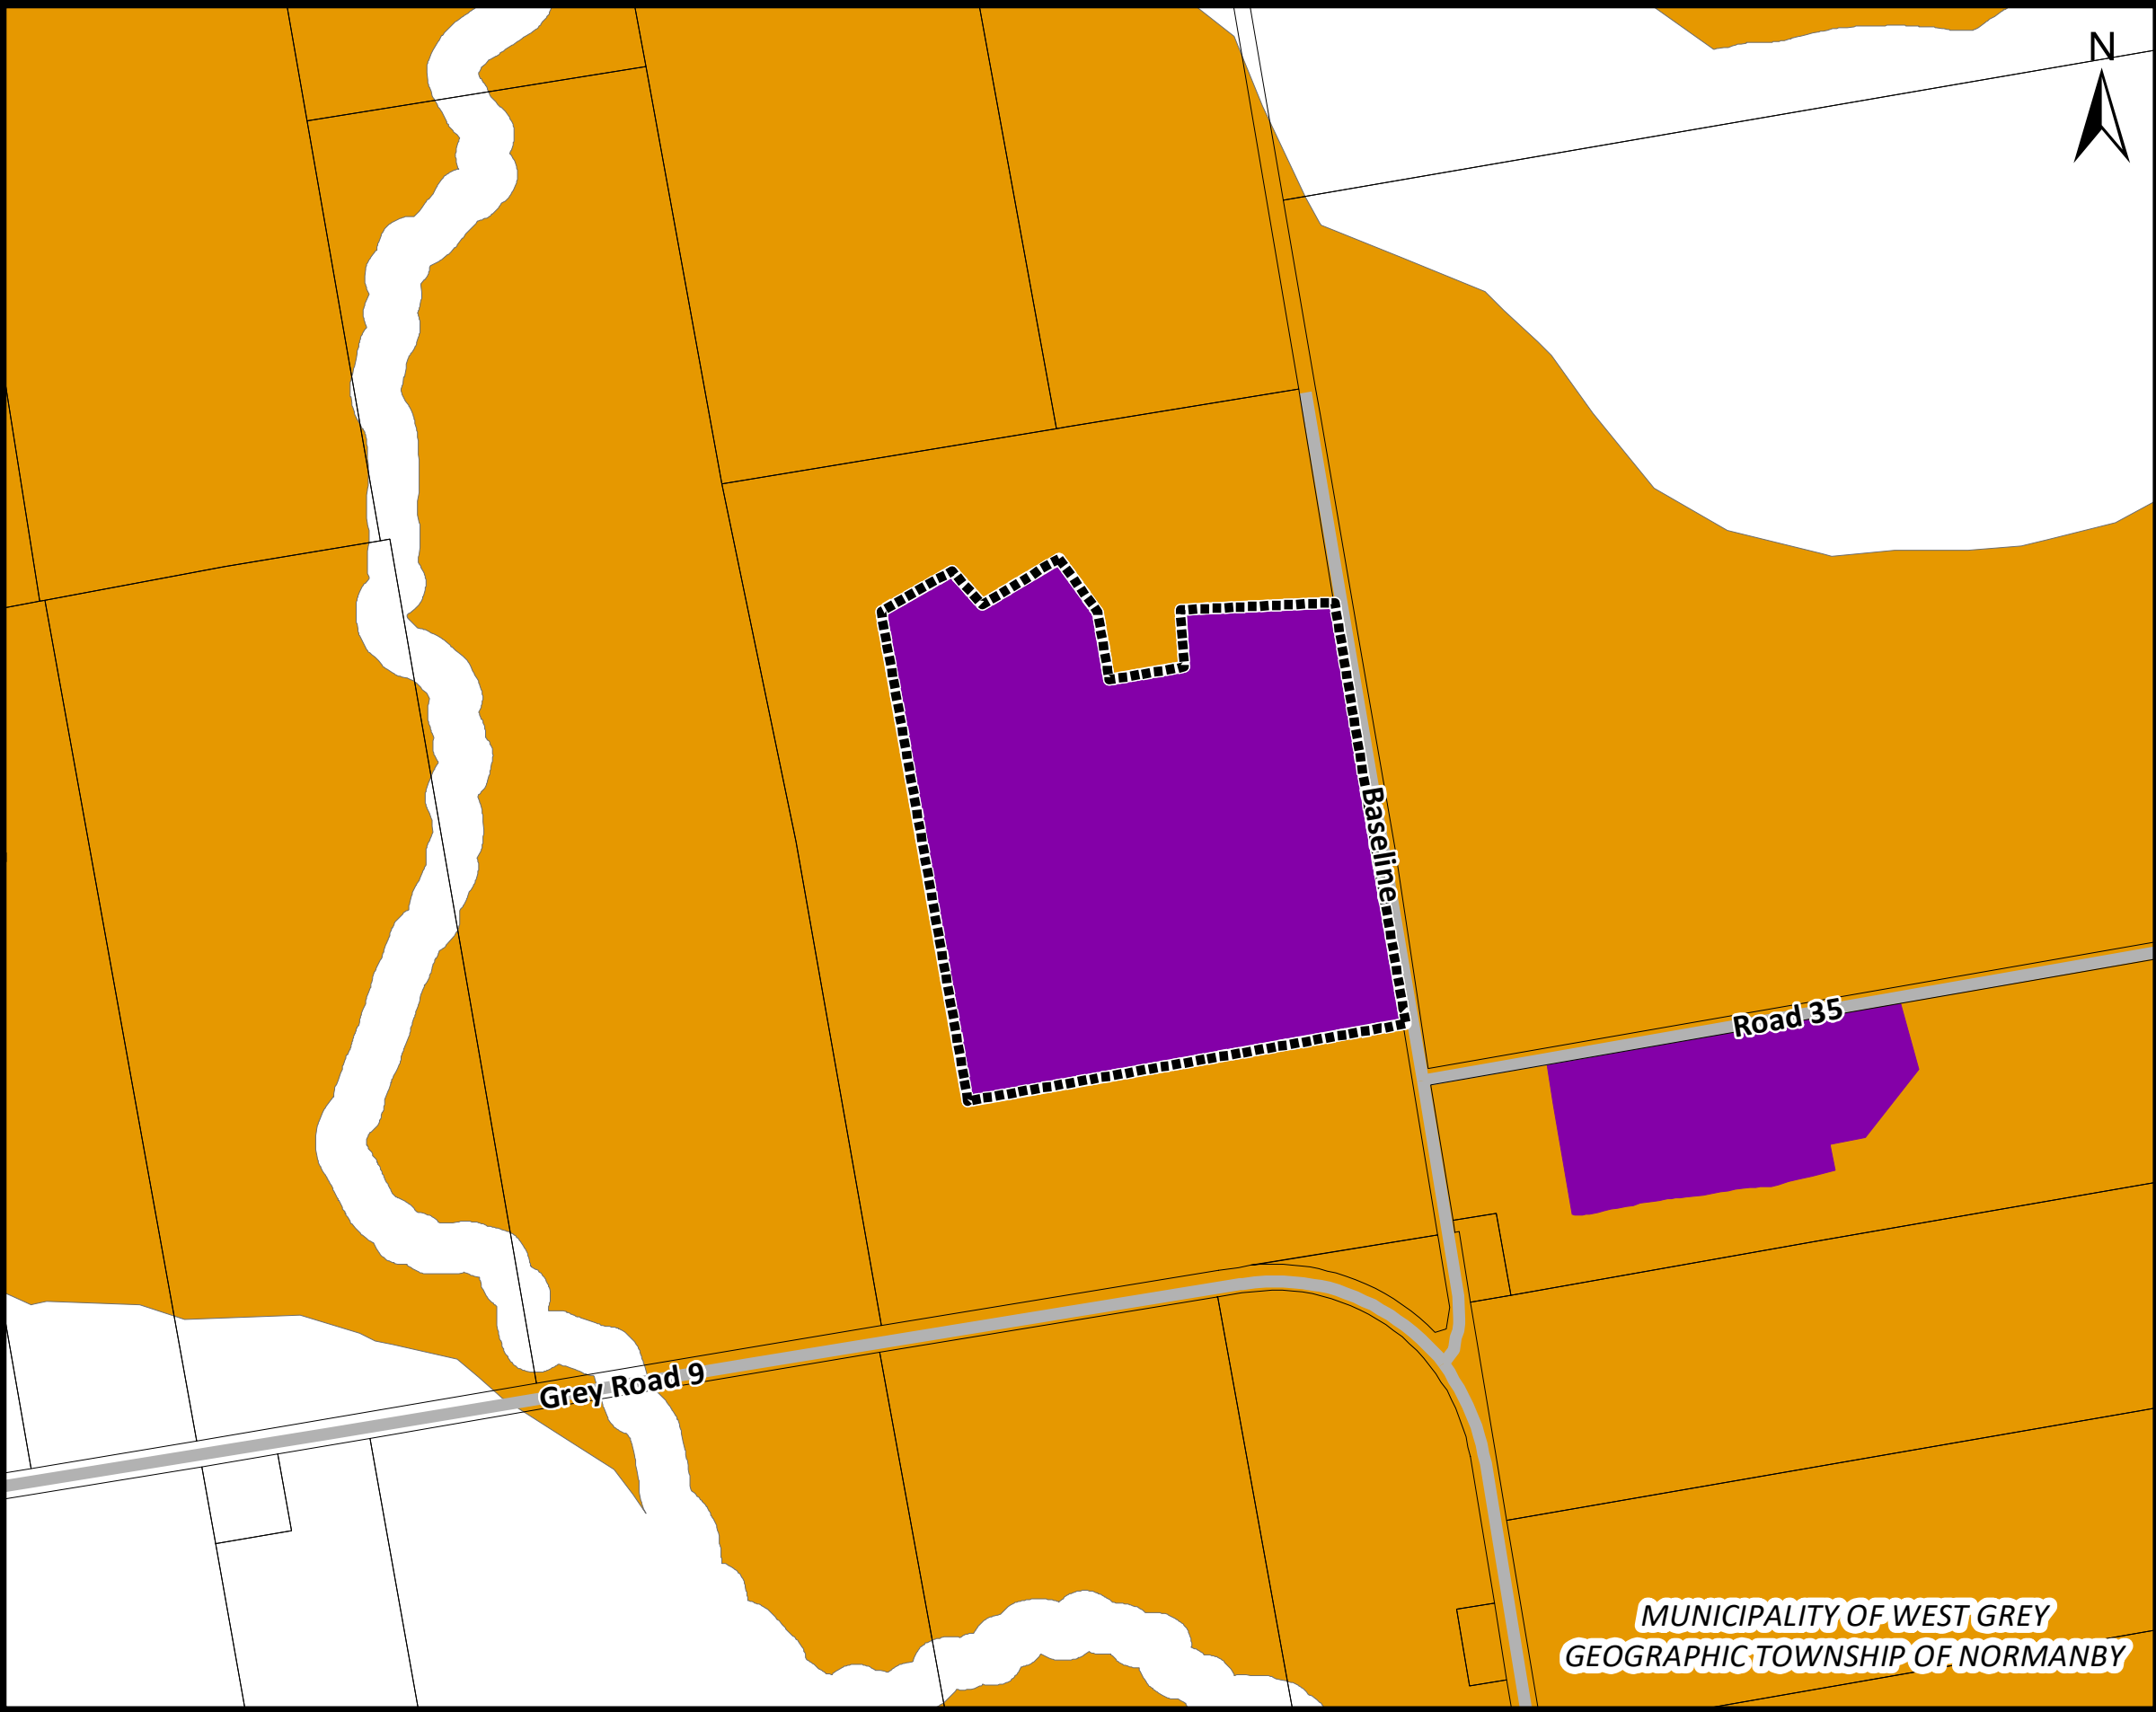 N
Baseline
Road 35
Grey Road 9
MUNICIPALITY OF WEST GREY
GEOGRAPHIC TOWNSHIP OF NORMANBY